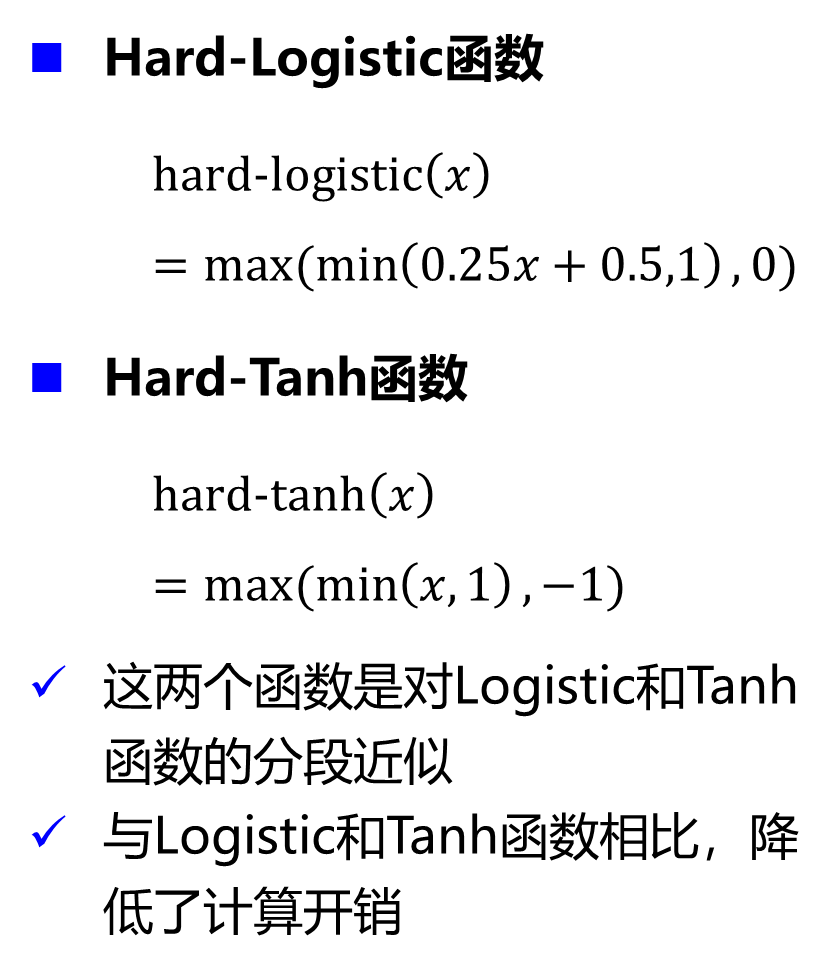 ■ Hard-Logistic函数
hard-logistic(x)
= max(min(0.25x + 0.5,1) , 0)
■ Hard-Tanh函数
hard-tanh(x)
= max(min(x, 1) , −1)
✓ 这两个函数是对Logistic和Tanh
函数的分段近似
✓ 与Logistic和Tanh函数相比，降
低了计算开销